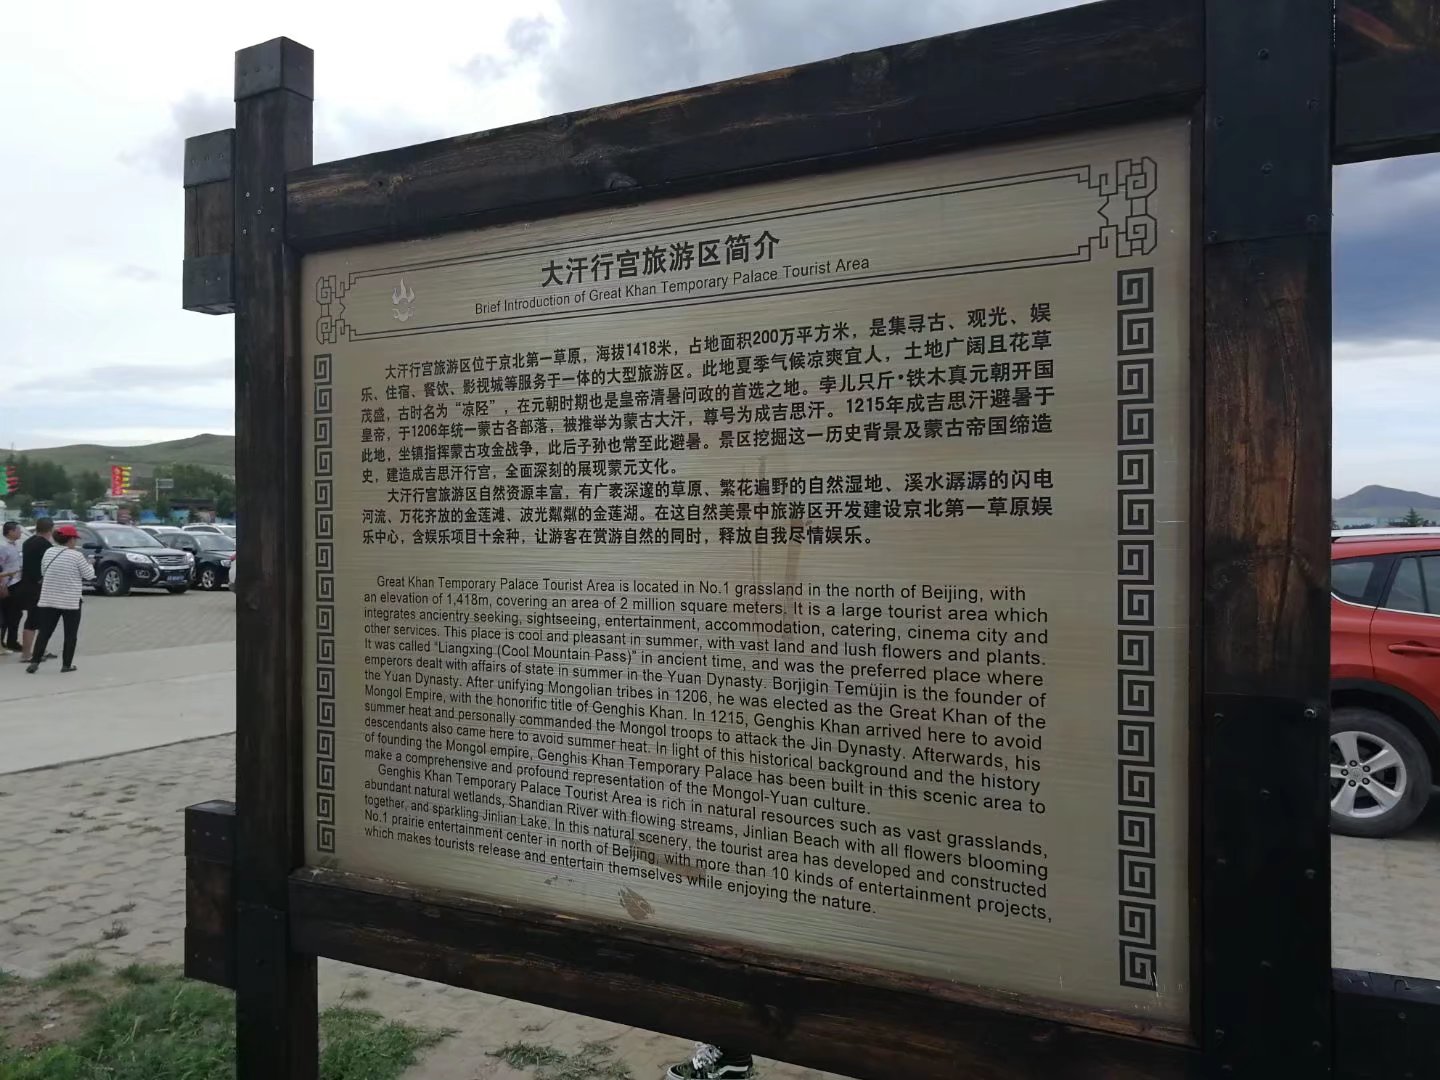 大汗行宫旅游区简介
Brief Introduction of Great Khan Temporary Palace Tourist Area
大汗行宫旅游区位于京北第一草原，海拔1418米，占地面积200万平方米，是集寻古、观光、娱
乐、住宿、餐饮、影视城等服务于一体的大型旅游区。此地夏季气候凉爽宜人，土地广阔且花草
茂盛，古时名为“凉陉”，在元朝时期也是皇帝清暑问政的首选之地。孛儿只斤·铁木真元朝开国
皇帝，于1206年统一蒙古各部落，被推举为蒙古大汗，尊号为成吉思汗。1215年成吉思汗避暑于
此地，坐镇指挥蒙古攻金战争，此后子孙也常至此避暑。景区挖掘这一历史背景及蒙古帝国缔造
史，建造成吉思汗行宫，全面深刻的展现蒙元文化。
大汗行宫旅游区自然资源丰富，有广袤深邃的草原、繁花遍野的自然湿地、溪水潺潺的闪电
河流、万花齐放的金莲滩、波光粼粼的金莲湖。在这自然美景中旅游区开发建设京北第一草原娱
乐中心，含娱乐项目十余种，让游客在赏游自然的同时，释放自我尽情娱乐。
Great Khan Temporary Palace Tourist Area is located in No.1 grassland in the north of Beijing, with
an elevation of 1,418m, covering an area of 2 million square meters. It is a large tourist area which
integrates ancientry seeking, sightseeing, entertainment, accommodation, catering, cinema city and
other services. This place is cool and pleasant in summer, with vast land and lush flowers and plants.
It was called “Liangxing (Cool Mountain Pass)” in ancient time, and was the preferred place where
emperors dealt with affairs of state in summer in the Yuan Dynasty. Borjigin Temüjin is the founder of
the Yuan Dynasty. After unifying Mongolian tribes in 1206, he was elected as the Great Khan of the
Mongol Empire, with the honorific title of Genghis Khan. In 1215, Genghis Khan arrived here to avoid
summer heat and personally commanded the Mongol troops to attack the Jin Dynasty. Afterwards, his
descendants also came here to avoid summer heat. In light of this historical background and the history
of founding the Mongol empire, Genghis Khan Temporary Palace has been built in this scenic area to
make a comprehensive and profound representation of the Mongol-Yuan culture.
Genghis Khan Temporary Palace Tourist Area is rich in natural resources such as vast grasslands,
abundant natural wetlands, Shandian River with flowing streams, Jinlian Beach with all flowers blooming
together, and sparkling Jinlian Lake. In this natural scenery, the tourist area has developed and constructed
No.1 prairie entertainment center in north of Beijing, with more than 10 kinds of entertainment projects,
which makes tourists release and entertain themselves while enjoying the nature.